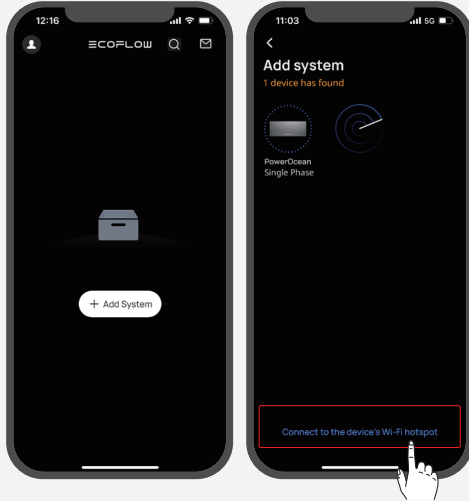 12:16
ECOFLOW
+ Add System
11:03
5G
Add system
1 device has found
PowerOcean
Single Phase
Connect to the device's Wi-Fi hotspot